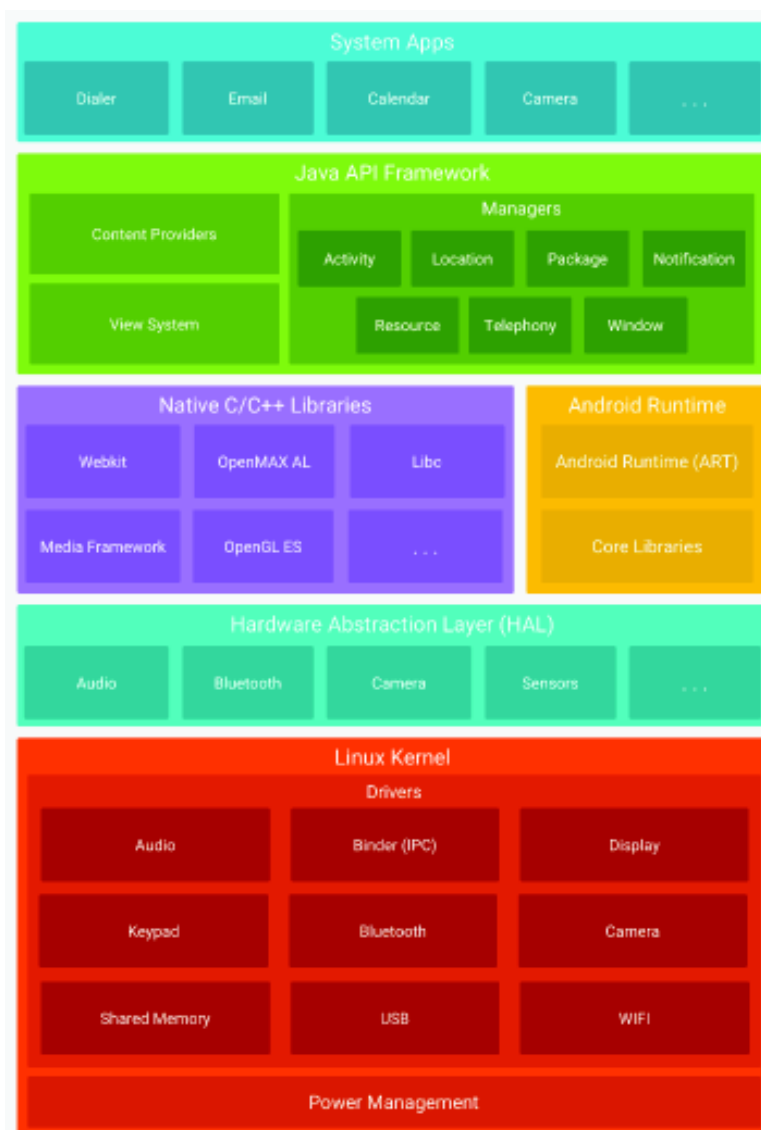 System Apps
Dialer Email Calendar Camera . . .
Java API Framework
Content Providers
View System
Managers
Activity Location Package Notification
Resource Telephony Window
Native C/C++ Libraries
Webkit OpenMAX AL Libc
Media Framework OpenGL ES . . .
Android Runtime
Android Runtime (ART)
Core Libraries
Hardware Abstraction Layer (HAL)
Audio Bluetooth Camera Sensors . . .
Linux Kernel
Drivers
Audio Binder (IPC) Display
Keypad Bluetooth Camera
Shared Memory USB WIFI
Power Management